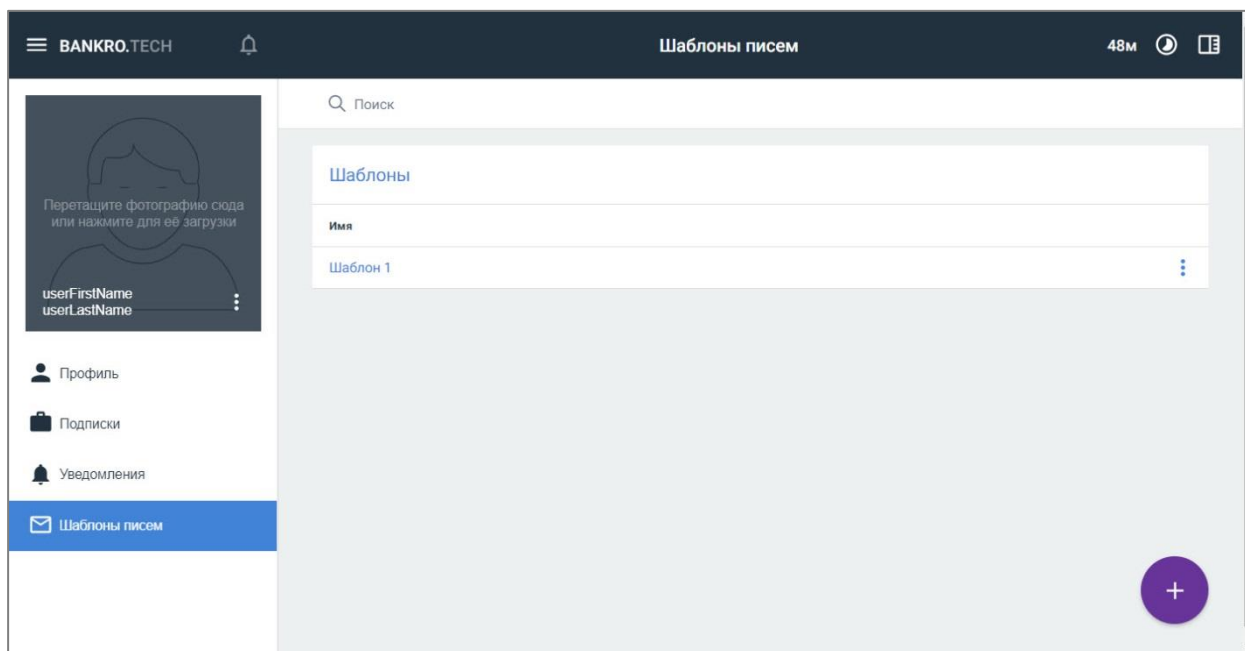 BANKRO.TECH
Шаблоны писем
48м
Перетащите фотографию сюда
или нажмите для её загрузки
userFirstName
userLastName
Профиль
Подписки
Уведомления
Шаблоны писем
Поиск
Шаблоны
Имя
Шаблон 1